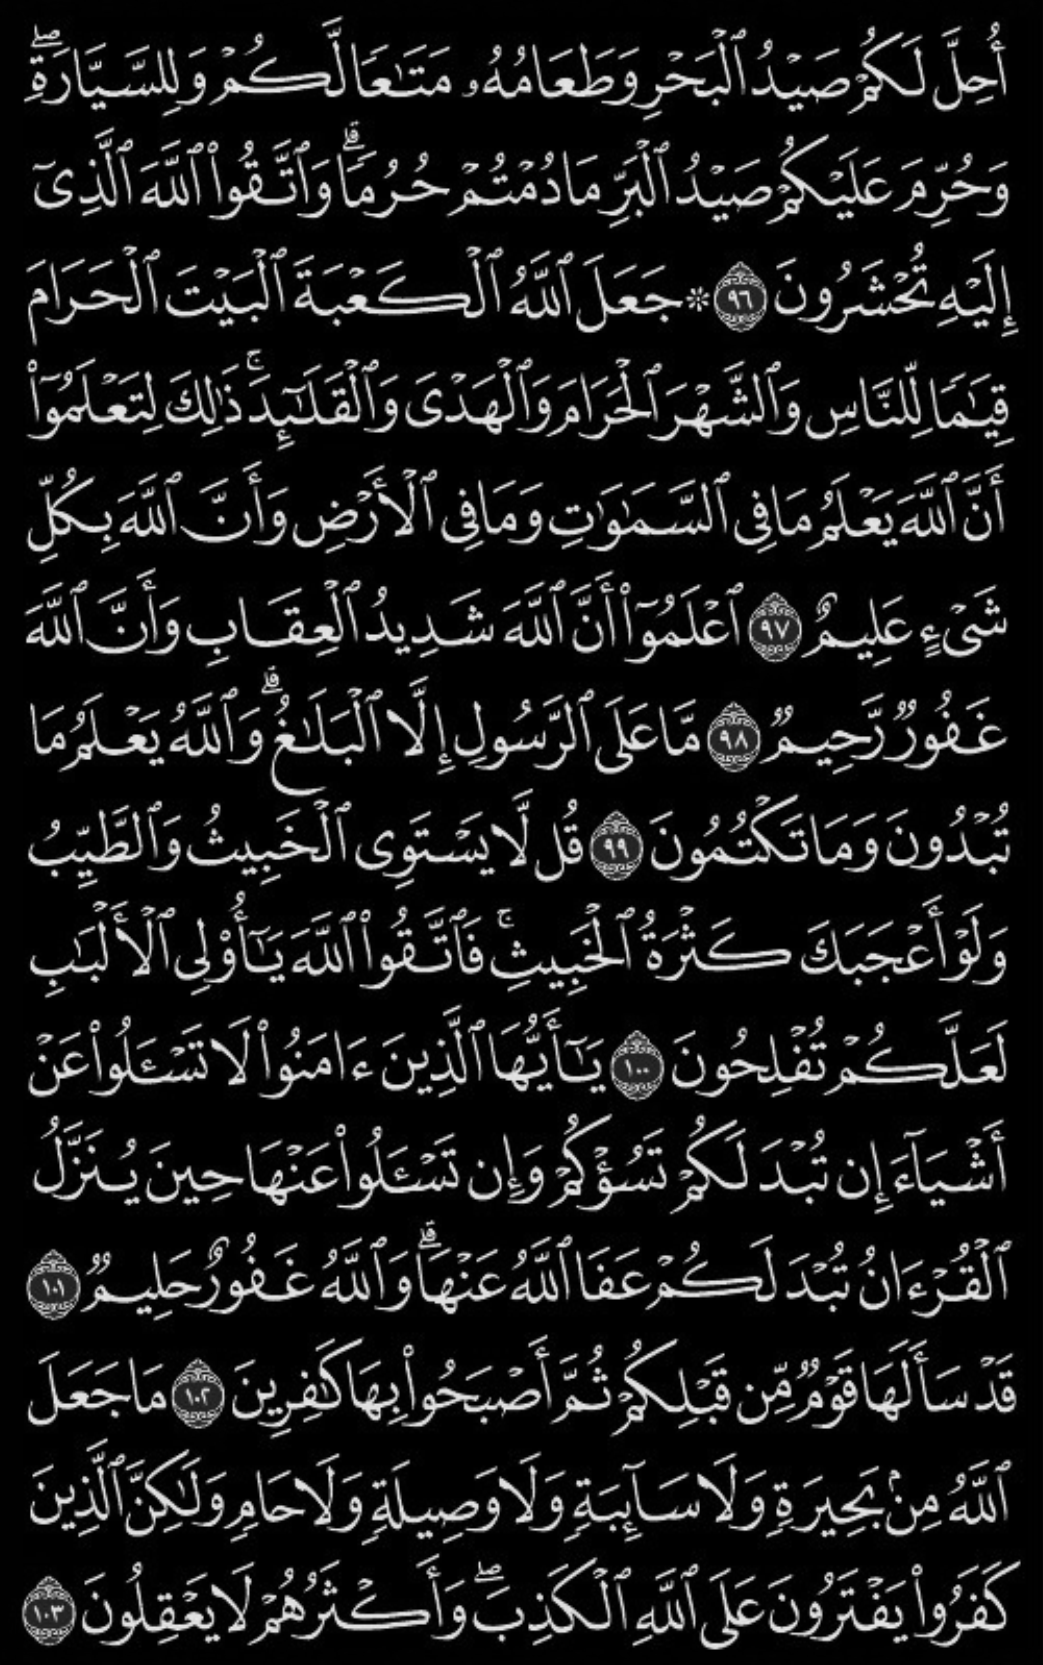 أُحِلَّ لَكُمْ صَيْدُ ٱلْبَحْرِ وَطَعَامُهُۥ مَتَٰعًا لَّكُمْ وَلِلسَّيَّارَةِۖ
وَحُرِّمَ عَلَيْكُمْ صَيْدُ ٱلْبَرِّ مَا دُمْتُمْ حُرُمًاۗ وَٱتَّقُوا۟ ٱللَّهَ ٱلَّذِىٓ
إِلَيْهِ تُحْشَرُونَ ٩٦ ۞ جَعَلَ ٱللَّهُ ٱلْكَعْبَةَ ٱلْبَيْتَ ٱلْحَرَامَ
قِيَٰمًا لِّلنَّاسِ وَٱلشَّهْرَ ٱلْحَرَامَ وَٱلْهَدْىَ وَٱلْقَلَٰٓئِدَۚ ذَٰلِكَ لِتَعْلَمُوٓا۟
أَنَّ ٱللَّهَ يَعْلَمُ مَا فِى ٱلسَّمَٰوَٰتِ وَمَا فِى ٱلْأَرْضِ وَأَنَّ ٱللَّهَ بِكُلِّ
شَىْءٍ عَلِيمٌ ٩٧ ٱعْلَمُوٓا۟ أَنَّ ٱللَّهَ شَدِيدُ ٱلْعِقَابِ وَأَنَّ ٱللَّهَ
غَفُورٌ رَّحِيمٌ ٩٨ مَّا عَلَى ٱلرَّسُولِ إِلَّا ٱلْبَلَٰغُۗ وَٱللَّهُ يَعْلَمُ مَا
تُبْدُونَ وَمَا تَكْتُمُونَ ٩٩ قُل لَّا يَسْتَوِى ٱلْخَبِيثُ وَٱلطَّيِّبُ
وَلَوْ أَعْجَبَكَ كَثْرَةُ ٱلْخَبِيثِۚ فَٱتَّقُوا۟ ٱللَّهَ يَٰٓأُو۟لِى ٱلْأَلْبَٰبِ
لَعَلَّكُمْ تُفْلِحُونَ ١٠٠ يَٰٓأَيُّهَا ٱلَّذِينَ ءَامَنُوا۟ لَا تَسْـَٔلُوا۟ عَنْ
أَشْيَآءَ إِن تُبْدَ لَكُمْ تَسُؤْكُمْ وَإِن تَسْـَٔلُوا۟ عَنْهَا حِينَ يُنَزَّلُ
ٱلْقُرْءَانُ تُبْدَ لَكُمْ عَفَا ٱللَّهُ عَنْهَاۗ وَٱللَّهُ غَفُورٌ حَلِيمٌ ١٠١
قَدْ سَأَلَهَا قَوْمٌ مِّن قَبْلِكُمْ ثُمَّ أَصْبَحُوا۟ بِهَا كَٰفِرِينَ ١٠٢ مَا جَعَلَ
ٱللَّهُ مِنۢ بَحِيرَةٍ وَلَا سَآئِبَةٍ وَلَا وَصِيلَةٍ وَلَا حَامٍ وَلَٰكِنَّ ٱلَّذِينَ
كَفَرُوا۟ يَفْتَرُونَ عَلَى ٱللَّهِ ٱلْكَذِبَۖ وَأَكْثَرُهُمْ لَا يَعْقِلُونَ ١٠٣